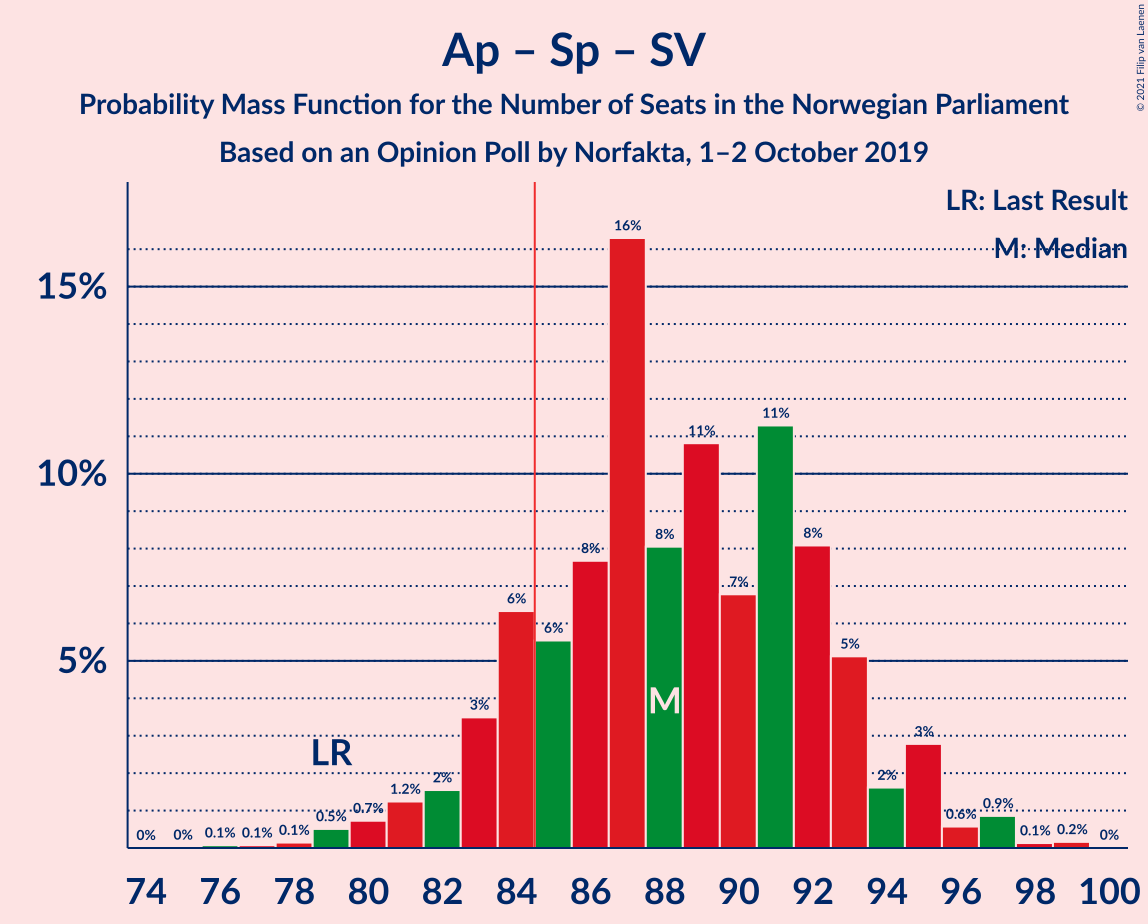 Ap – Sp – SV
Probability Mass Function for the Number of Seats in the Norwegian Parliament
Based on an Opinion Poll by Norfakta, 1–2 October 2019
© 2021 Filip van Laenen
LR: Last Result
M: Median
15%
10%
5%
0% 0% 0.1% 0.1% 0.1% 0.5% 0.7% 1.2% 2% 3% 6% 6% 8% 16% 8% 11% 7% 11% 8% 5% 2% 3% 0.6% 0.9% 0.1% 0.2% 0%
LR
M
74 76 78 80 82 84 86 88 90 92 94 96 98 100